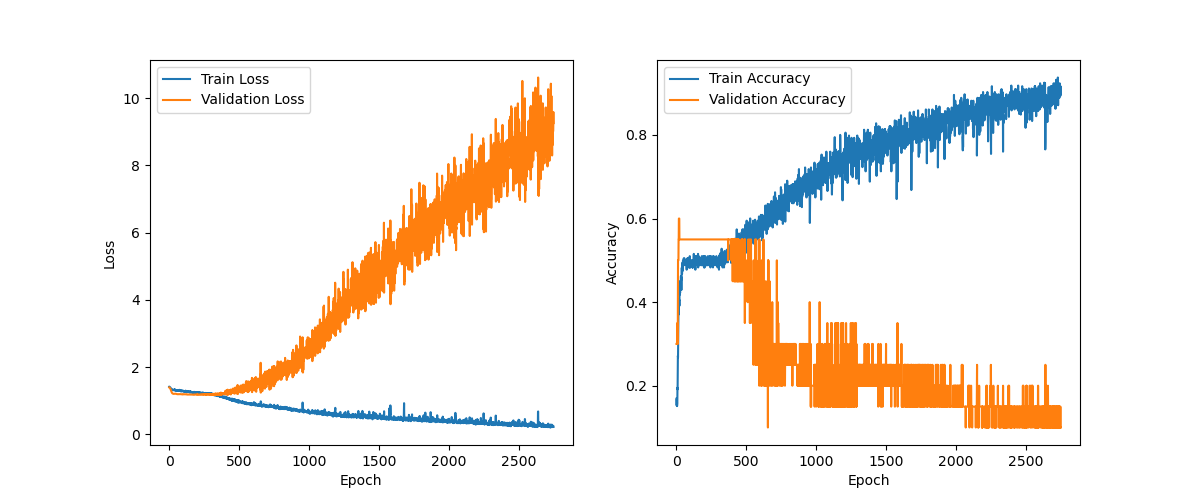 Train Loss
Validation Loss
Loss
10
8
6
4
2
0
0 500 1000 1500 2000 2500
Epoch
Train Accuracy
Validation Accuracy
Accuracy
0.8
0.6
0.4
0.2
0 500 1000 1500 2000 2500
Epoch